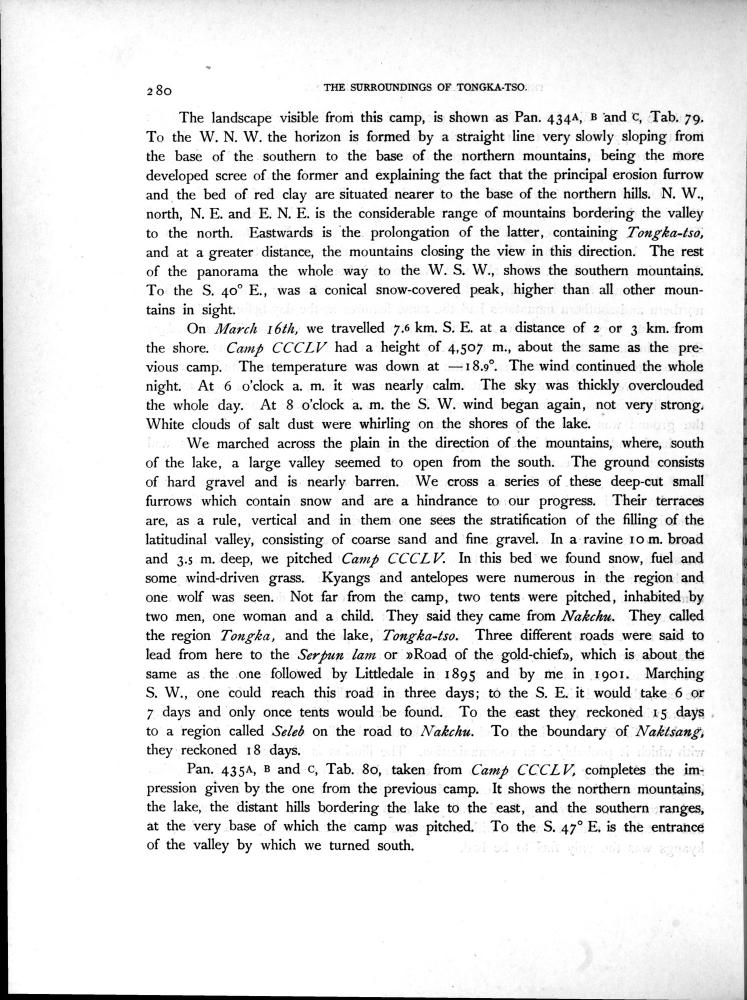 280
THE SURROUNDINGS OF TONGKA-TSO.
The landscape visible from this camp, is shown as Pan. 434A, B and C, Tab. 79.
To the W. N. W. the horizon is formed by a straight line very slowly sloping from
the base of the southern to the base of the northern mountains, being the more
developed scree of the former and explaining the fact that the principal erosion furrow
and the bed of red clay are situated nearer to the base of the northern hills. N. W.,
north, N. E. and E. N. E. is the considerable range of mountains bordering the valley
to the north. Eastwards is the prolongation of the latter, containing Tongka-tso,
and at a greater distance, the mountains closing the view in this direction. The rest
of the panorama the whole way to the W. S. W., shows the southern mountains.
To the S. 40° E., was a conical snow-covered peak, higher than all other moun-
tains in sight.
On March 16th, we travelled 7,6 km. S. E. at a distance of 2 or 3 km. from
the shore. Camp CCCLV had a height of 4,507 m., about the same as the pre-
vious camp. The temperature was down at —18.9°. The wind continued the whole
night. At 6 o'clock a. m. it was nearly calm. The sky was thickly overclouded
the whole day. At 8 o'clock a. m. the S. W. wind began again, not very strong.
White clouds of salt dust were whirling on the shores of the lake.
We marched across the plain in the direction of the mountains, where, south
of the lake, a large valley seemed to open from the south. The ground consists
of hard gravel and is nearly barren. We cross a series of these deep-cut small
furrows which contain snow and are a hindrance to our progress. Their terraces
are, as a rule, vertical and in them one sees the stratification of the filling of the
latitudinal valley, consisting of coarse sand and fine gravel. In a ravine 10 m. broad
and 3.5 m. deep, we pitched Camp CCCLV. In this bed we found snow, fuel and
some wind-driven grass. Kyangs and antelopes were numerous in the region and
one wolf was seen. Not far from the camp, two tents were pitched, inhabited by
two men, one woman and a child. They said they came from Nakchu. They called
the region Tongka, and the lake, Tongka-tso. Three different roads were said to
lead from here to the Serpun lam or »Road of the gold-chief», which is about the
same as the one followed by Littledale in 1895 and by me in 1901. Marching
S. W., one could reach this road in three days; to the S. E. it would take 6 or
7 days and only once tents would be found. To the east they reckoned 15 days
to a region called Seleb on the road to Nakchu. To the boundary of Naktsang,
they reckoned 18 days.
Pan. 435A, B and C, Tab. 80, taken from Camp CCCLV, completes the im-
pression given by the one from the previous camp. It shows the northern mountains,
the lake, the distant hills bordering the lake to the east, and the southern ranges,
at the very base of which the camp was pitched. To the S. 47° E. is the entrance
of the valley by which we turned south.